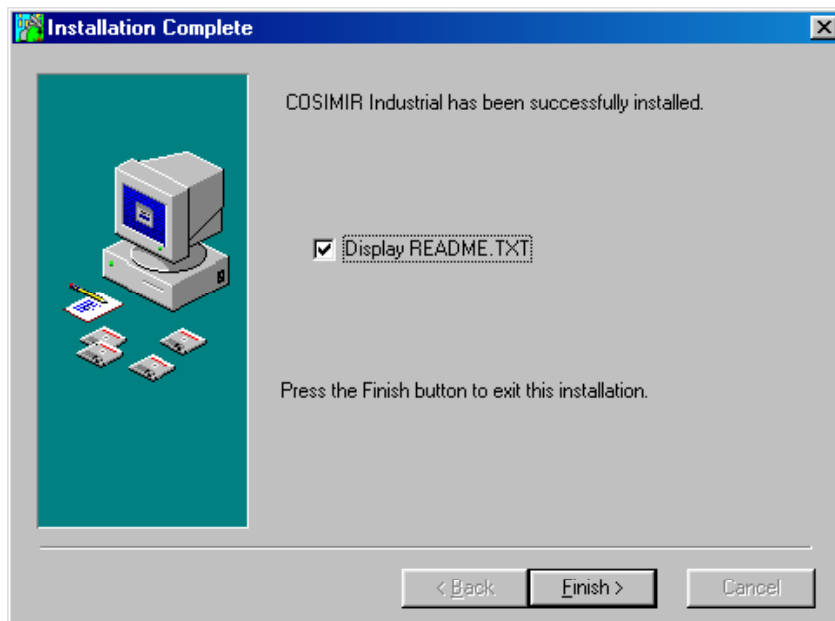 Installation Complete
COSIMIR Industrial has been successfully installed.
Display README.TXT
Press the Finish button to exit this installation.
< Back
Finish >
Cancel